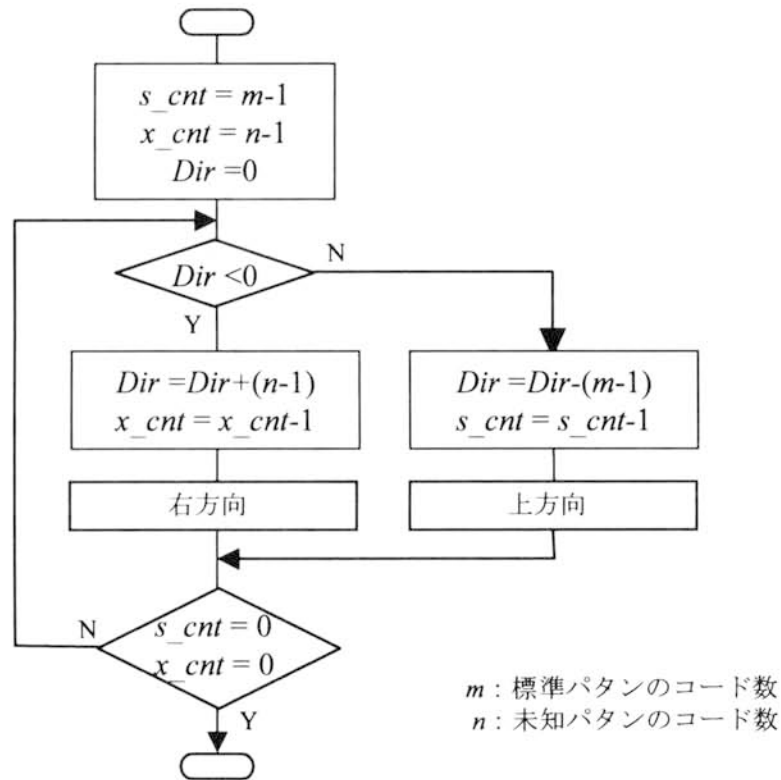 s_cnt = m-1
x_cnt = n-1
Dir =0
Dir <0
N
Y
Dir =Dir+(n-1)
x_cnt = x_cnt-1
Dir =Dir-(m-1)
s_cnt = s_cnt-1
右方向
上方向
N
s_cnt = 0
x_cnt = 0
Y
m : 標準パタンのコード数
n : 未知パタンのコード数